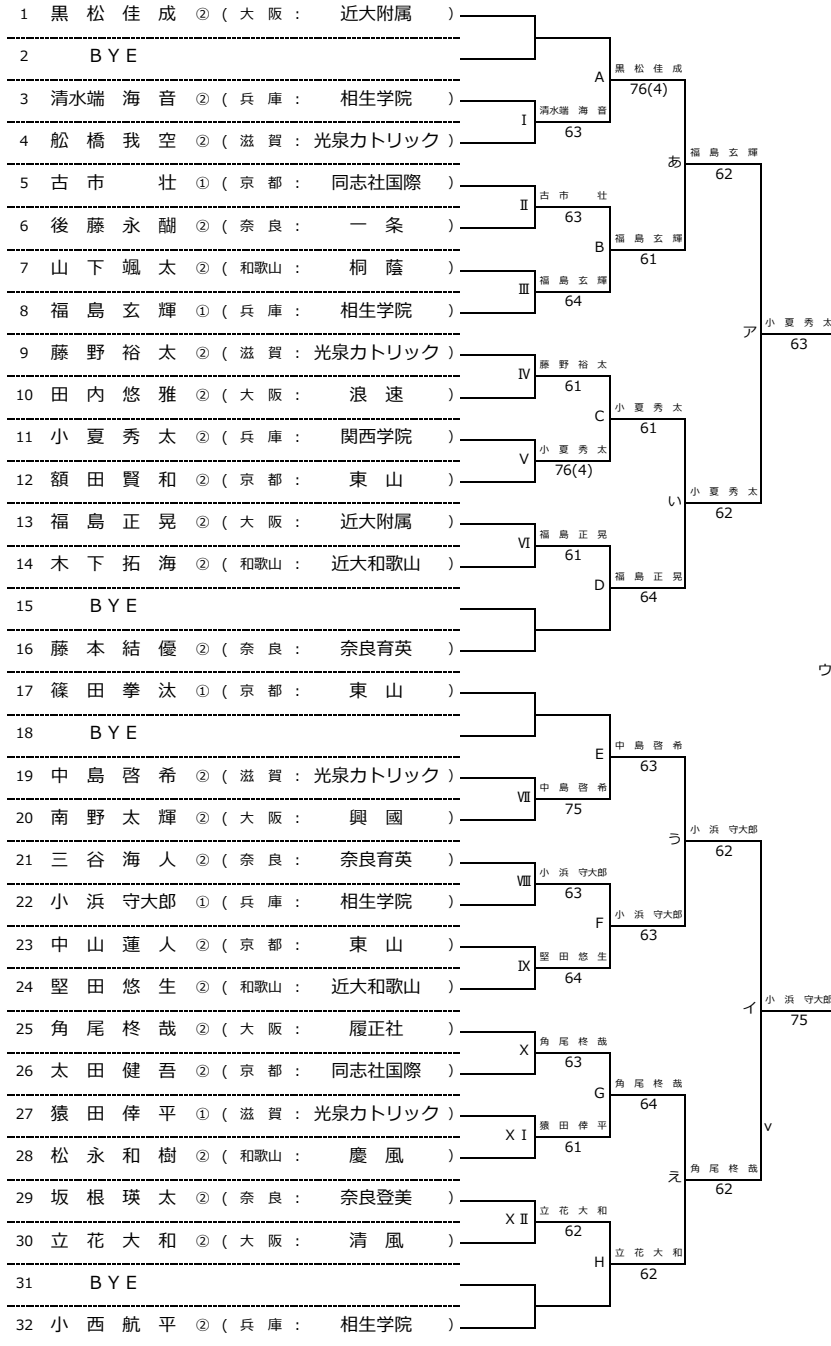 1 黒 松 佳 成 ② ( 大 阪 : 近大附属 )
2 BYE
A 黒 松 佳 成
76(4)
3 清水端 海 音 ② ( 兵 庫 : 相生学院 )
I 清水端 海 音
63
4 舩 橋 我 空 ② ( 滋 賀 : 光泉カトリック )
あ 福 島 玄 輝
62
5 古 市 壮 ① ( 京 都 : 同志社国際 )
II 古 市 壮
63
6 後 藤 永 醐 ② ( 奈 良 : 一 条 )
B 福 島 玄 輝
61
7 山 下 颯 太 ② ( 和歌山 : 桐 蔭 )
III 福 島 玄 輝
64
8 福 島 玄 輝 ① ( 兵 庫 : 相生学院 )
ア 小 夏 秀 太
63
9 藤 野 裕 太 ② ( 滋 賀 : 光泉カトリック )
IV 藤 野 裕 太
61
10 田 内 悠 雅 ② ( 大 阪 : 浪 速 )
C 小 夏 秀 太
61
11 小 夏 秀 太 ② ( 兵 庫 : 関西学院 )
V 小 夏 秀 太
76(4)
12 額 田 賢 和 ② ( 京 都 : 東 山 )
い 小 夏 秀 太
62
13 福 島 正 晃 ② ( 大 阪 : 近大附属 )
VI 福 島 正 晃
61
14 木 下 拓 海 ② ( 和歌山 : 近大和歌山 )
D 福 島 正 晃
64
15 BYE
16 藤 本 結 優 ② ( 奈 良 : 奈良育英 )
ウ
17 篠 田 拳 汰 ① ( 京 都 : 東 山 )
18 BYE
E 中 島 啓 希
63
19 中 島 啓 希 ② ( 滋 賀 : 光泉カトリック )
VII 中 島 啓 希
75
20 南 野 太 輝 ② ( 大 阪 : 興 國 )
う 小 浜 守大郎
62
21 三 谷 海 人 ② ( 奈 良 : 奈良育英 )
VIII 小 浜 守大郎
63
22 小 浜 守大郎 ① ( 兵 庫 : 相生学院 )
F 小 浜 守大郎
63
23 中 山 蓮 人 ② ( 京 都 : 東 山 )
IX 堅 田 悠 生
64
24 堅 田 悠 生 ② ( 和歌山 : 近大和歌山 )
イ 小 浜 守大郎
75
25 角 尾 柊 哉 ② ( 大 阪 : 履正社 )
X 角 尾 柊 哉
63
26 太 田 健 吾 ② ( 京 都 : 同志社国際 )
G 角 尾 柊 哉
64
27 猿 田 倖 平 ① ( 滋 賀 : 光泉カトリック )
X I 猿 田 倖 平
61
v
28 松 永 和 樹 ② ( 和歌山 : 慶 風 )
え 角 尾 柊 哉
62
29 坂 根 瑛 太 ② ( 奈 良 : 奈良登美 )
X II 立 花 大 和
62
30 立 花 大 和 ② ( 大 阪 : 清 風 )
H 立 花 大 和
62
31 BYE
32 小 西 航 平 ② ( 兵 庫 : 相生学院 )